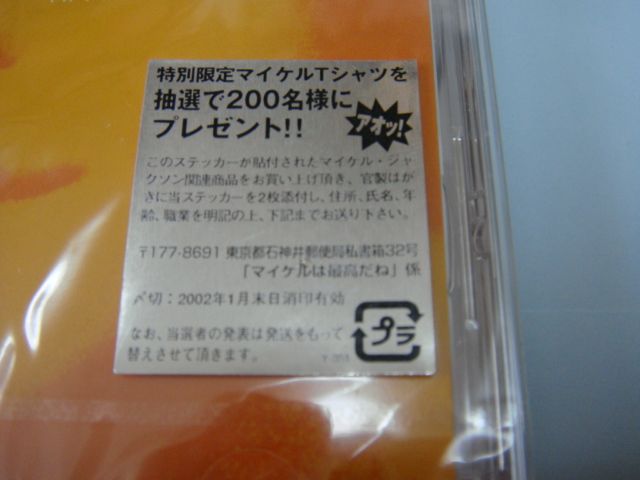 特別限定マイケルTシャツを
抽選で200名様に
プレゼント!!
アオッ!
このステッカーが貼付されたマイケル・ジャ
クソン関連商品をお買い上げ頂き、官製はが
きに当ステッカーを2枚添付し、住所、氏名、年
齢、職業を明記の上、下記までお送り下さい。
〒177-8691 東京都石神井郵便局私書箱32号
「マイケルは最高だね」係
〆切:2002年1月末日消印有効
なお、当選者の発表は発送をもって
替えさせて頂きます。
プラ